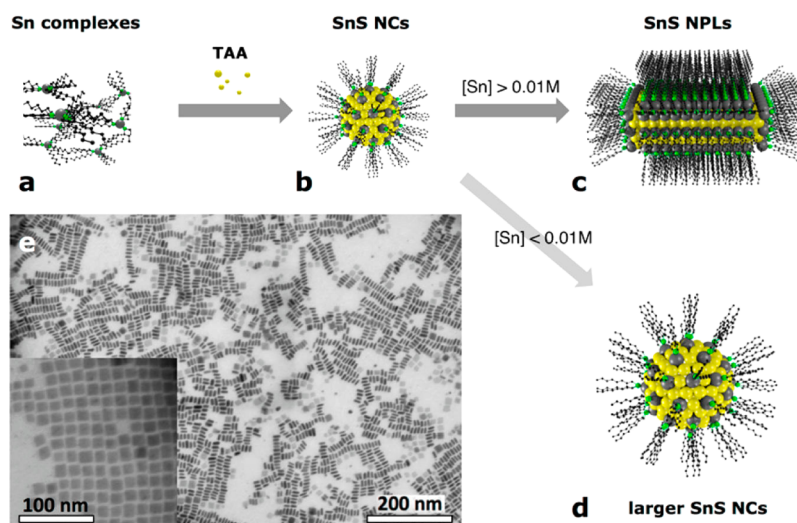 Sn complexes
TAA
SnS NCs
SnS NPLs
[Sn] > 0.01M
a
b
c
[Sn] < 0.01M
e
100 nm
200 nm
d
larger SnS NCs